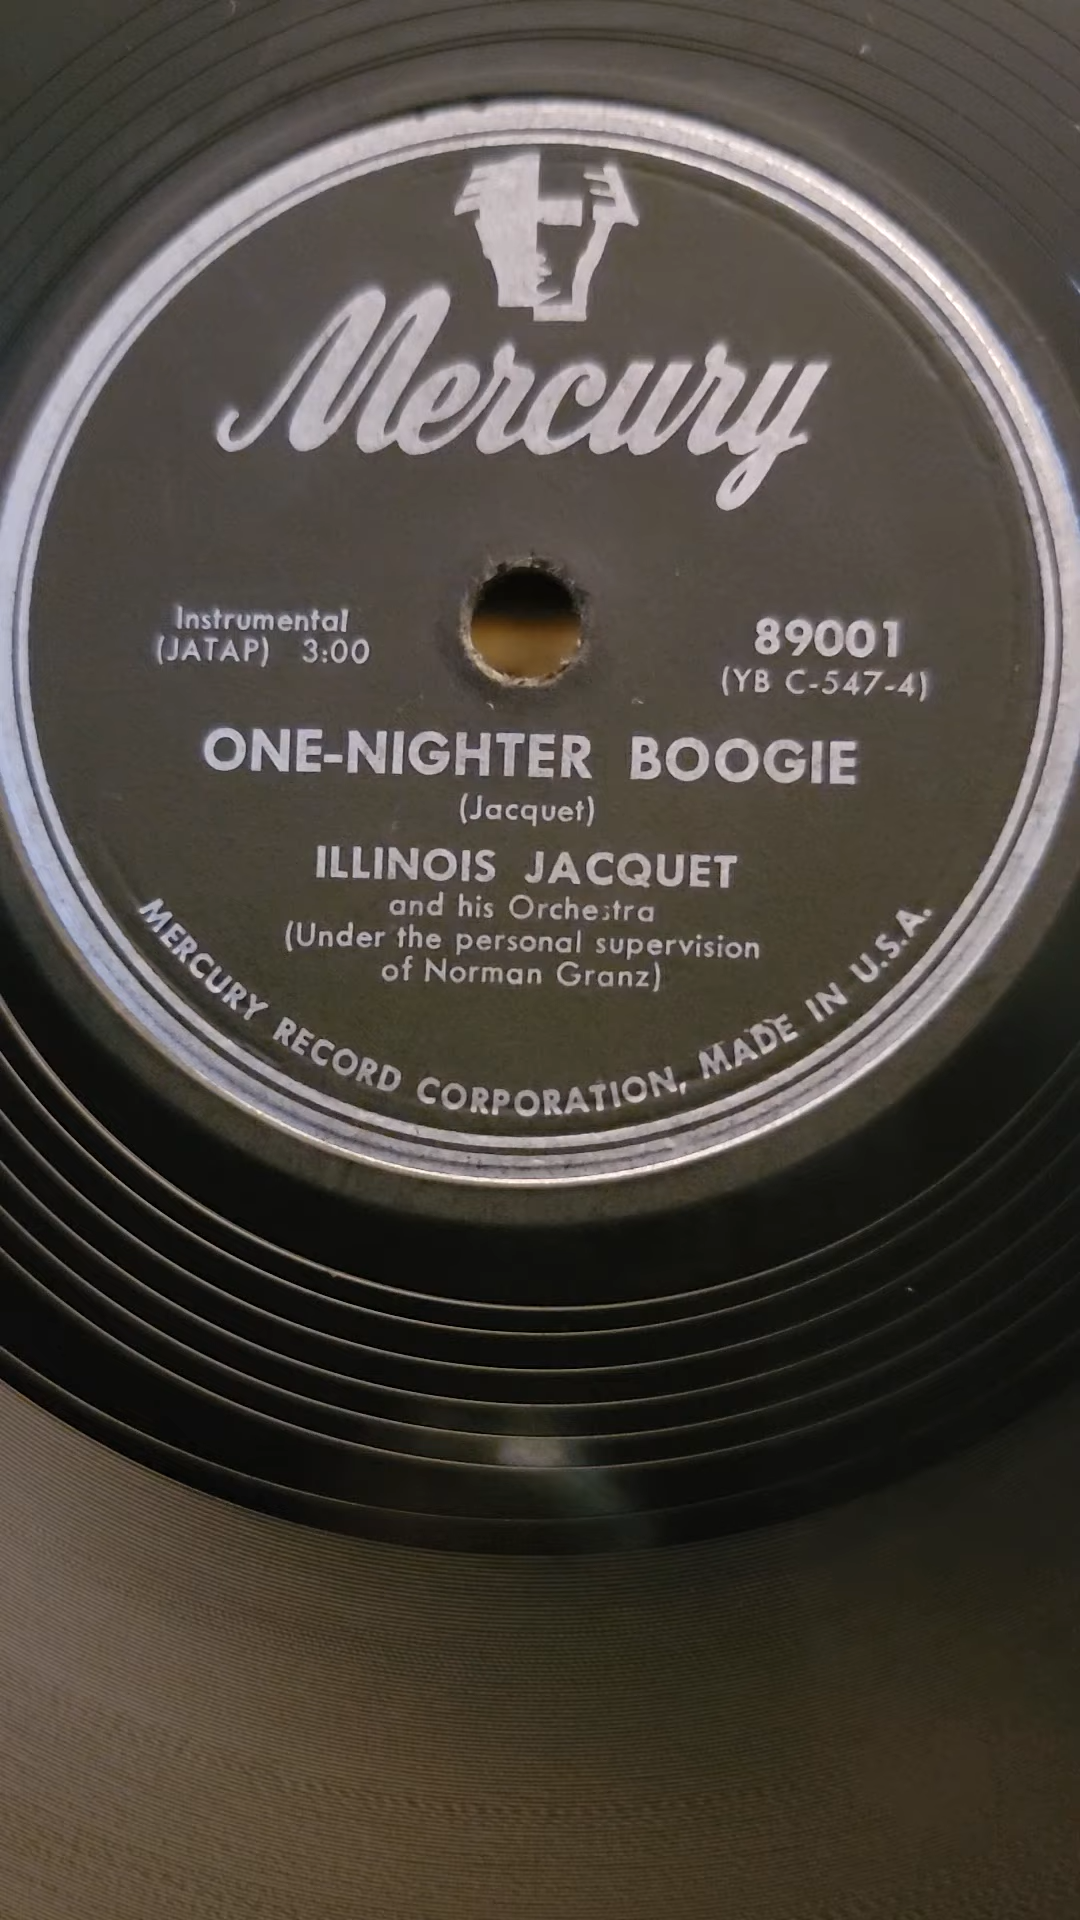 Mercury
Instrumental
(JATAP) 3:00
89001
(YB C-547-4)
ONE-NIGHTER BOOGIE
(Jacquet)
ILLINOIS JACQUET
and his Orchestra
(Under the personal supervision
of Norman Granz)
MERCURY RECORD CORPORATION, MADE IN U.S.A.